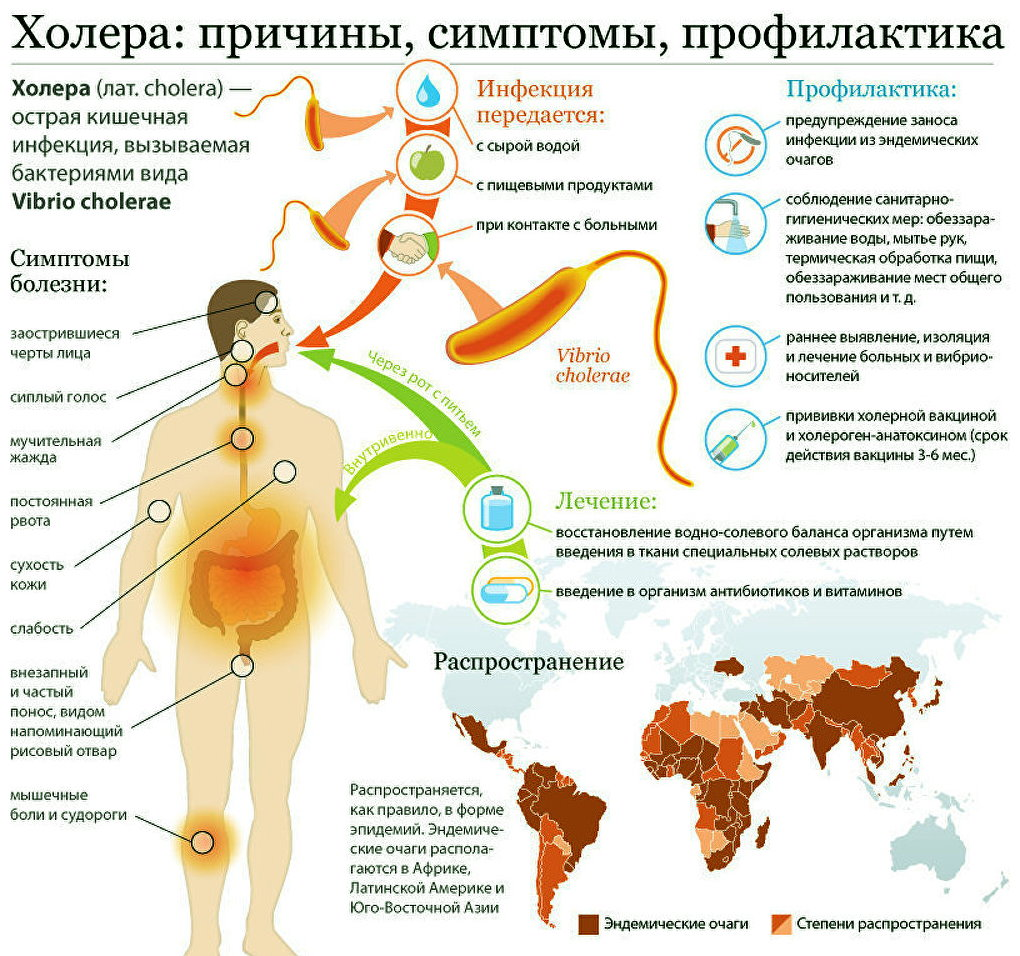 Холера: причины, симптомы, профилактика
Холера (лат. cholera) —
острая кишечная
инфекция, вызываемая
бактериями вида
Vibrio cholerae
Инфекция
передается:
с сырой водой
с пищевыми продуктами
при контакте с больными
Профилактика:
предупреждение заноса
инфекции из эндемических
очагов
соблюдение санитарно-
гигиенических мер: обеззара-
живание воды, мытье рук,
термическая обработка пищи,
обеззараживание мест общего
пользования и т. д.
раннее выявление, изоляция
и лечение больных и вибрио-
носителей
прививки холерной вакциной
и холероген-анатоксином (срок
действия вакцины 3-6 мес.)
Симптомы
болезни:
заострившиеся
черты лица
сиплый голос
мучительная
жажда
постоянная
рвота
сухость
кожи
слабость
внезапный
и частый
понос, видом
напоминающий
рисовый отвар
мышечные
боли и судороги
Vibrio
cholerae
Через рот с питьем
Внутривенно
Лечение:
восстановление водно-солевого баланса организма путем
введения в ткани специальных солевых растворов
введение в организм антибиотиков и витаминов
Распространение
Распространяется,
как правило, в форме
эпидемий. Эндемиче-
ские очаги распола-
гаются в Африке,
Латинской Америке и
Юго-Восточной Азии
Эндемические очаги
Степени распространения